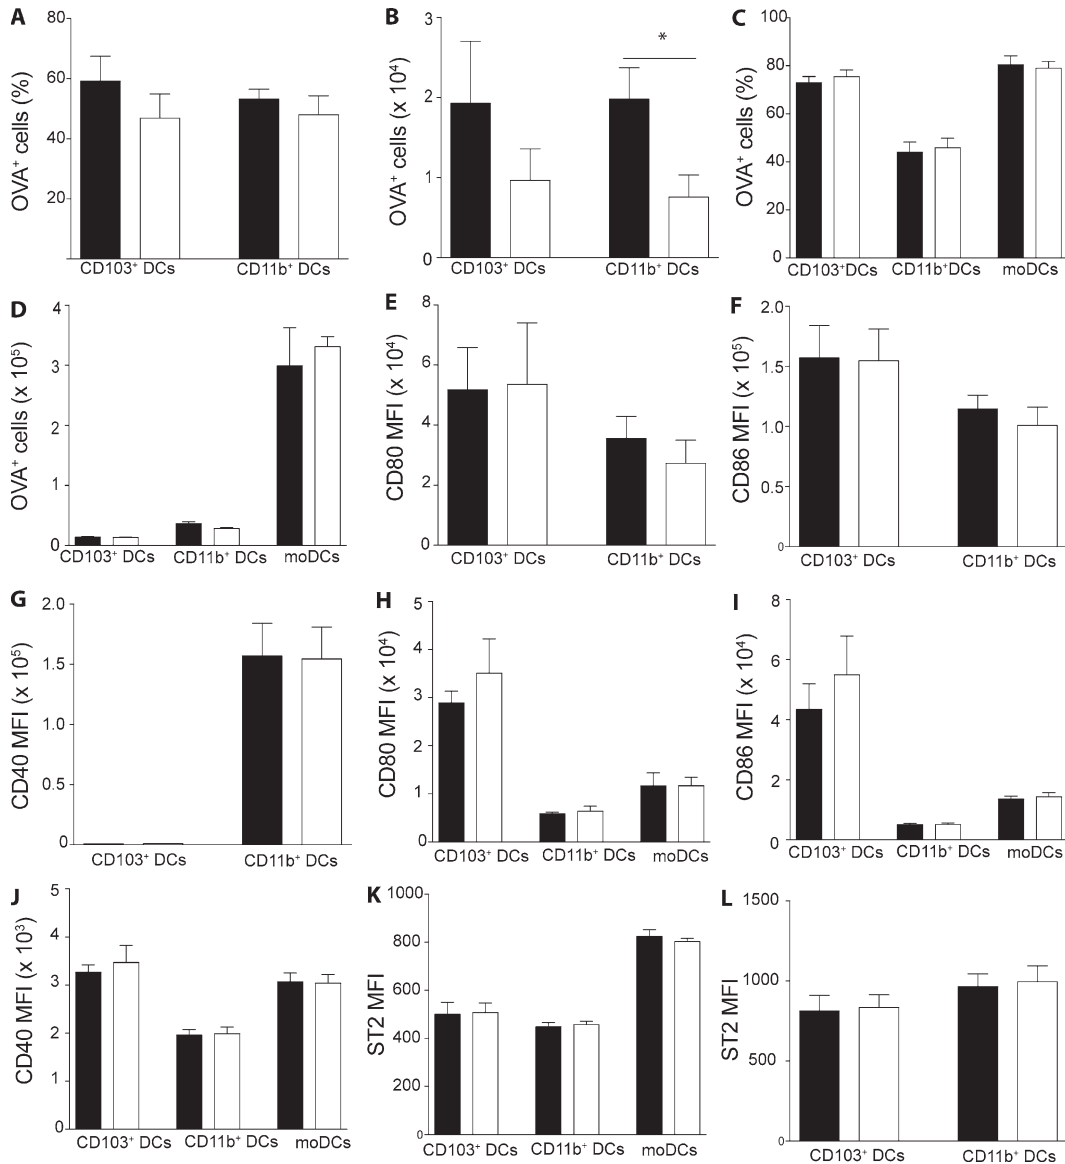 A
OVA⁺ cells (%)
80
60
40
20
CD103⁺ DCs
CD11b⁺ DCs
B
OVA⁺ cells (x 10⁴)
3
2
1
0
*
CD103⁺ DCs
CD11b⁺ DCs
C
OVA⁺ cells (%)
100
80
60
40
20
0
CD103⁺DCs
CD11b⁺DCs
moDCs
D
OVA⁺ cells (x 10⁵)
4
3
2
1
0
CD103⁺ DCs
CD11b⁺ DCs
moDCs
E
CD80 MFI (x 10⁴)
8
6
4
2
0
CD103⁺ DCs
CD11b⁺ DCs
F
CD86 MFI (x 10⁵)
2.0
1.5
1.0
0.5
0
CD103⁺ DCs
CD11b⁺ DCs
G
CD40 MFI (x 10⁵)
2.0
1.5
1.0
0.5
0
CD103⁺ DCs
CD11b⁺ DCs
H
CD80 MFI (x 10⁴)
5
4
3
2
1
0
CD103⁺ DCs
CD11b⁺ DCs
moDCs
I
CD86 MFI (x 10⁴)
8
6
4
2
0
CD103⁺ DCs
CD11b⁺ DCs
moDCs
J
CD40 MFI (x 10³)
5
4
3
2
1
0
CD103⁺ DCs
CD11b⁺ DCs
moDCs
K
ST2 MFI
1000
800
600
400
200
0
CD103⁺ DCs
CD11b⁺ DCs
moDCs
L
ST2 MFI
1500
1000
500
0
CD103⁺ DCs
CD11b⁺ DCs